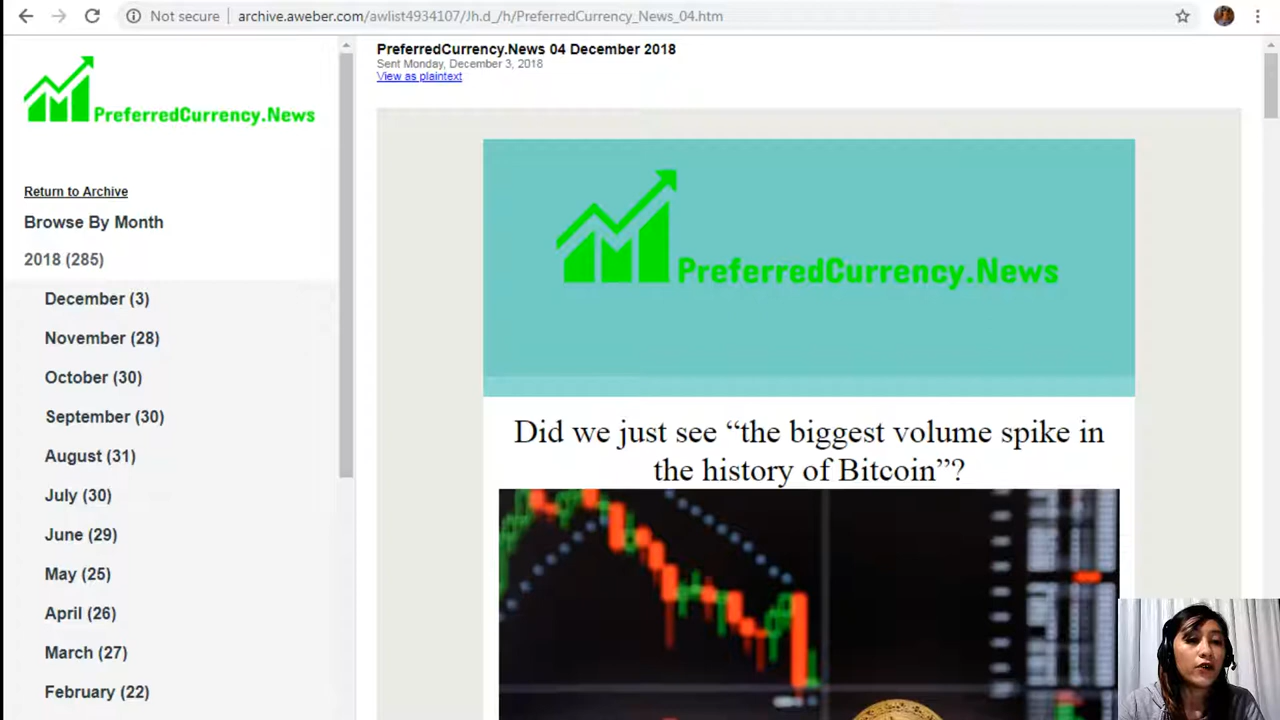 Not secure
archive.aweber.com/awlist4934107/Jh.d_/h/PreferredCurrency_News_04.htm
PreferredCurrency.News
Return to Archive
Browse By Month
2018 (285)
December (3)
November (28)
October (30)
September (30)
August (31)
July (30)
June (29)
May (25)
April (26)
March (27)
February (22)
PreferredCurrency.News 04 December 2018
Sent Monday, December 3, 2018
View as plaintext
PreferredCurrency.News
Did we just see “the biggest volume spike in
the history of Bitcoin”?